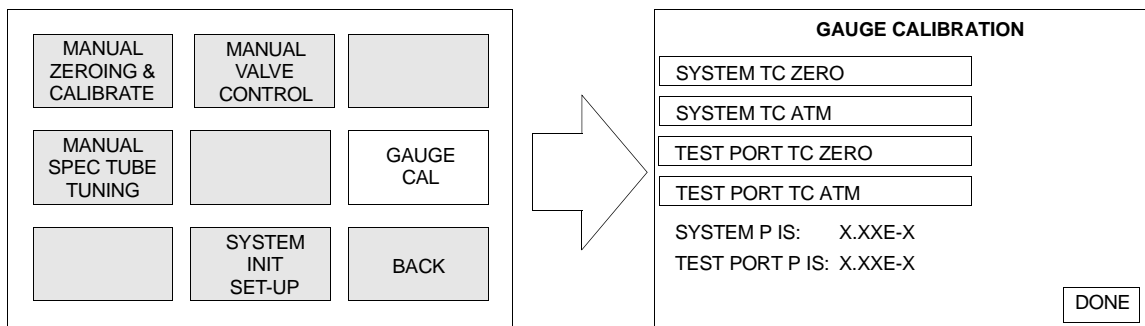 MANUAL
ZEROING &
CALIBRATE
MANUAL
VALVE
CONTROL
MANUAL
SPEC TUBE
TUNING
GAUGE
CAL
SYSTEM
INIT
SET-UP
BACK
GAUGE CALIBRATION
SYSTEM TC ZERO
SYSTEM TC ATM
TEST PORT TC ZERO
TEST PORT TC ATM
SYSTEM P IS: X.XXE-X
TEST PORT P IS: X.XXE-X
DONE